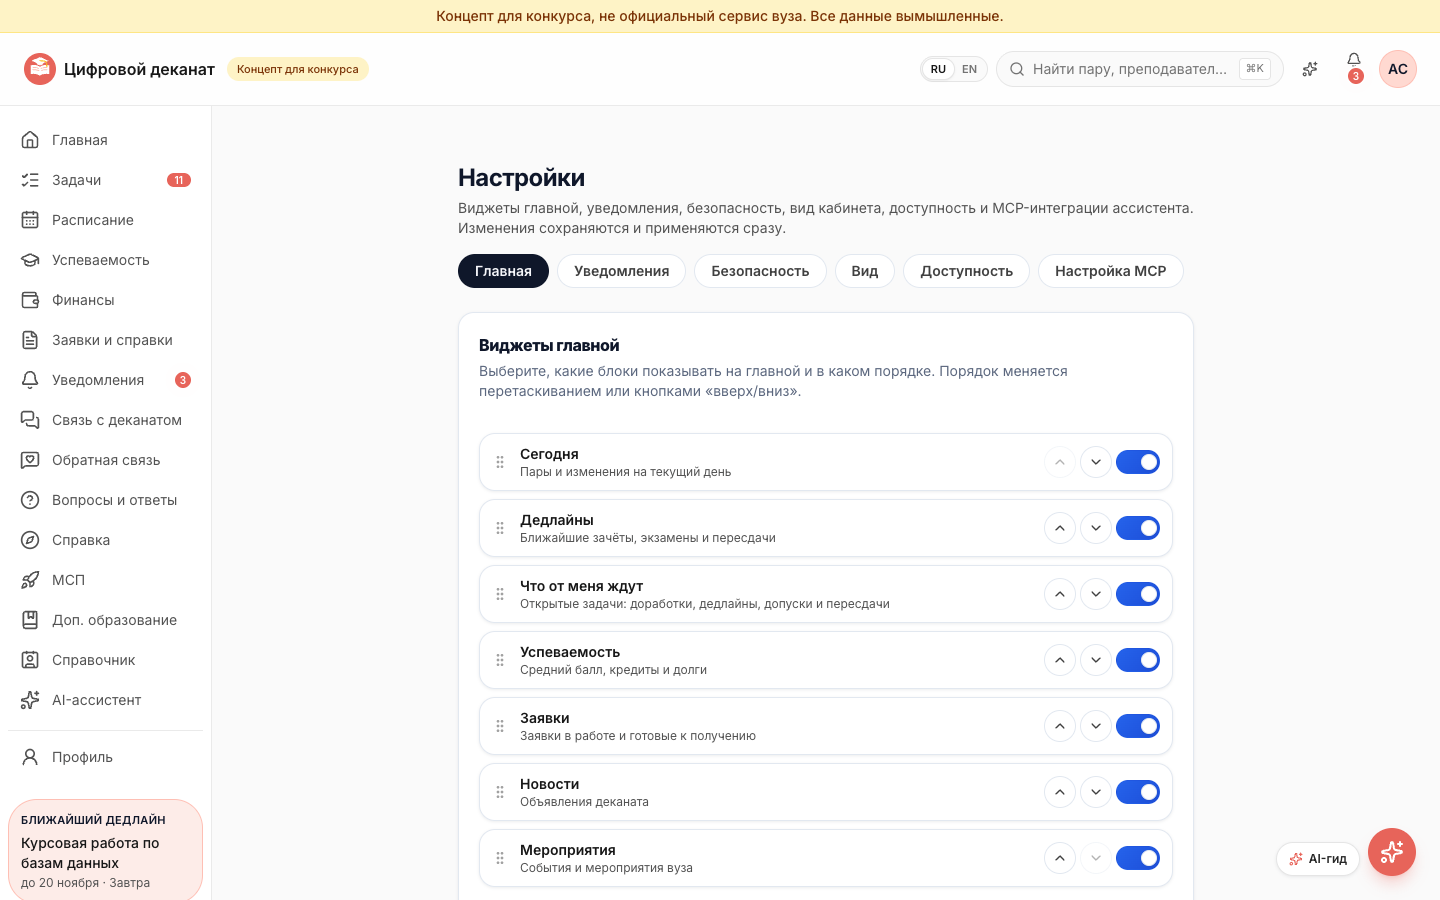 Концепт для конкурса, не официальный сервис вуза. Все данные вымышленные.
Цифровой деканат
Концепт для конкурса
RU EN
Найти пару, преподавател... ⌘K
3
АС
Главная
Задачи 11
Расписание
Успеваемость
Финансы
Заявки и справки
Уведомления 3
Связь с деканатом
Обратная связь
Вопросы и ответы
Справка
МСП
Доп. образование
Справочник
AI-ассистент
Профиль
БЛИЖАЙШИЙ ДЕДЛАЙН
Курсовая работа по
базам данных
до 20 ноября · Завтра
Настройки
Виджеты главной, уведомления, безопасность, вид кабинета, доступность и MCP-интеграции ассистента.
Изменения сохраняются и применяются сразу.
Главная Уведомления Безопасность Вид Доступность Настройка MCP
Виджеты главной
Выберите, какие блоки показывать на главной и в каком порядке. Порядок меняется
перетаскиванием или кнопками «вверх/вниз».
Сегодня
Пары и изменения на текущий день
Дедлайны
Ближайшие зачёты, экзамены и пересдачи
Что от меня ждут
Открытые задачи: доработки, дедлайны, допуски и пересдачи
Успеваемость
Средний балл, кредиты и долги
Заявки
Заявки в работе и готовые к получению
Новости
Объявления деканата
Мероприятия
События и мероприятия вуза
AI-гид